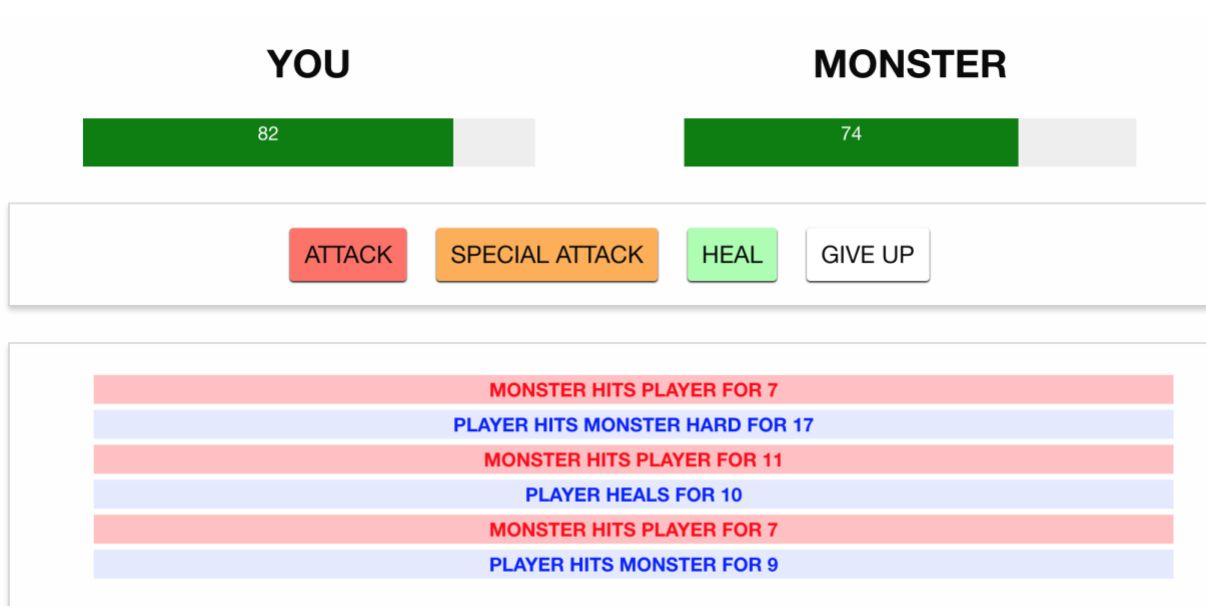 YOU MONSTER
82 74
ATTACK SPECIAL ATTACK HEAL GIVE UP
MONSTER HITS PLAYER FOR 7
PLAYER HITS MONSTER HARD FOR 17
MONSTER HITS PLAYER FOR 11
PLAYER HEALS FOR 10
MONSTER HITS PLAYER FOR 7
PLAYER HITS MONSTER FOR 9